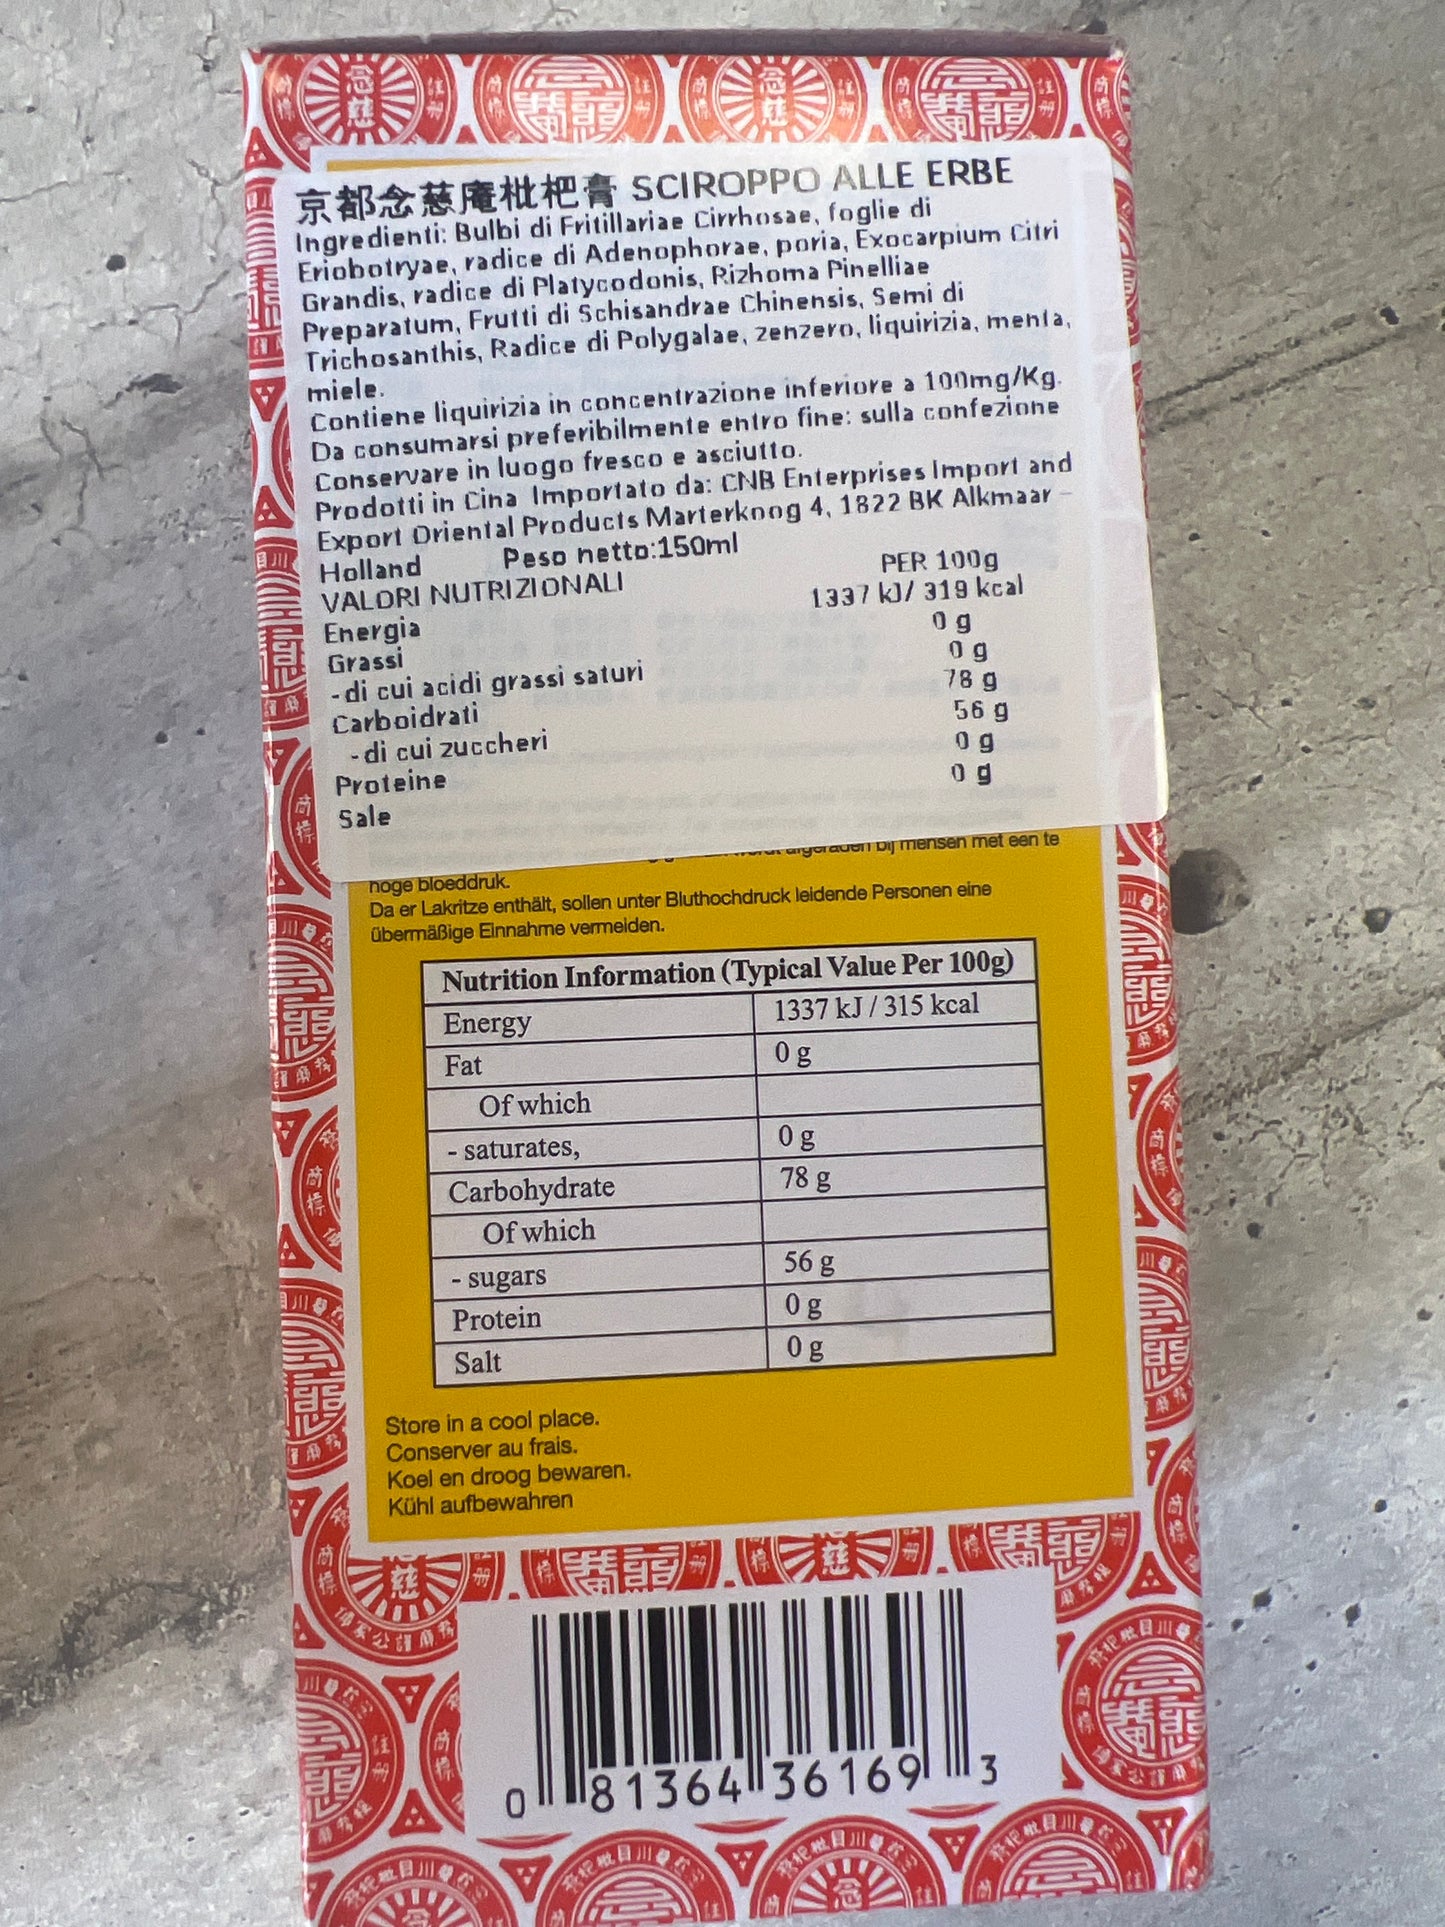 京都念慈庵枇杷膏 SCIROPPO ALLE ERBE
Ingredienti: Bulbi di Fritillariae Cirrhosae, foglie di
Eriobotryae, radice di Adenophorae, poria, Exocarpium Citri
Grandis, radice di Platycodonis, Rizhoma Pinelliae
Preparatum, Frutti di Schisandrae Chinensis, Semi di
Trichosanthis, Radice di Polygalae, zenzero, liquirizia, menta,
miele.
Contiene liquirizia in concentrazione inferiore a 100mg/Kg.
Da consumarsi preferibilmente entro fine: sulla confezione
Conservare in luogo fresco e asciutto.
Prodotti in Cina Importato da: CNB Enterprises Import and
Export Oriental Products Marterkoog 4, 1822 BK Alkmaar -
Holland Peso netto:150ml
VALORI NUTRIZIONALI PER 100g
Energia 1337 kJ/ 319 kcal
Grassi 0 g
-di cui acidi grassi saturi 0 g
Carboidrati 78 g
-di cui zuccheri 56 g
Proteine 0 g
Sale 0 g
bij mensen met een te
hoge bloeddruk.
Da er Lakritze enthält, sollen unter Bluthochdruck leidende Personen eine
übermäßige Einnahme vermeiden.
Nutrition Information (Typical Value Per 100g)
Energy 1337 kJ / 315 kcal
Fat 0 g
Of which
- saturates, 0 g
Carbohydrate 78 g
Of which
- sugars 56 g
Protein 0 g
Salt 0 g
Store in a cool place.
Conserver au frais.
Koel en droog bewaren.
Kühl aufbewahren
0 81364 36169 3